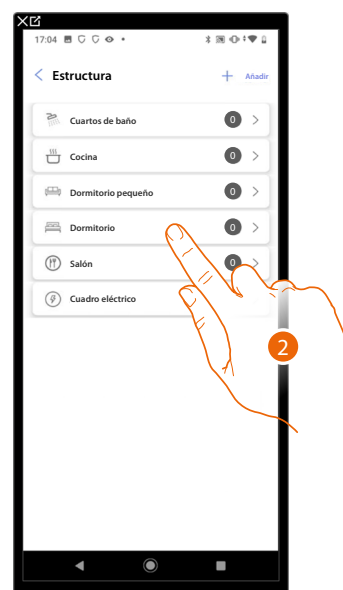 17:04
Estructura
Añadir
Cuartos de baño 0
Cocina 0
Dormitorio pequeño 0
Dormitorio 0
Salón 0
Cuadro eléctrico
2